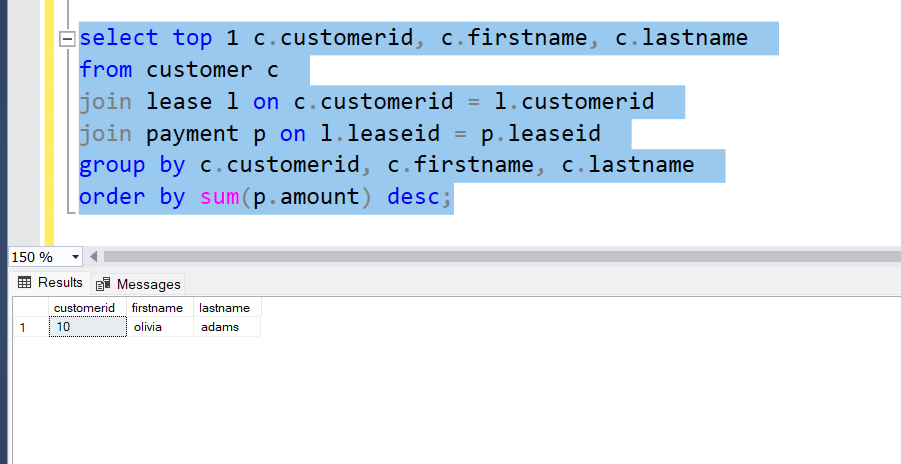 select top 1 c.customerid, c.firstname, c.lastname
from customer c
join lease l on c.customerid = l.customerid
join payment p on l.leaseid = p.leaseid
group by c.customerid, c.firstname, c.lastname
order by sum(p.amount) desc;
150 %
Results Messages
customerid firstname lastname
1 10 olivia adams